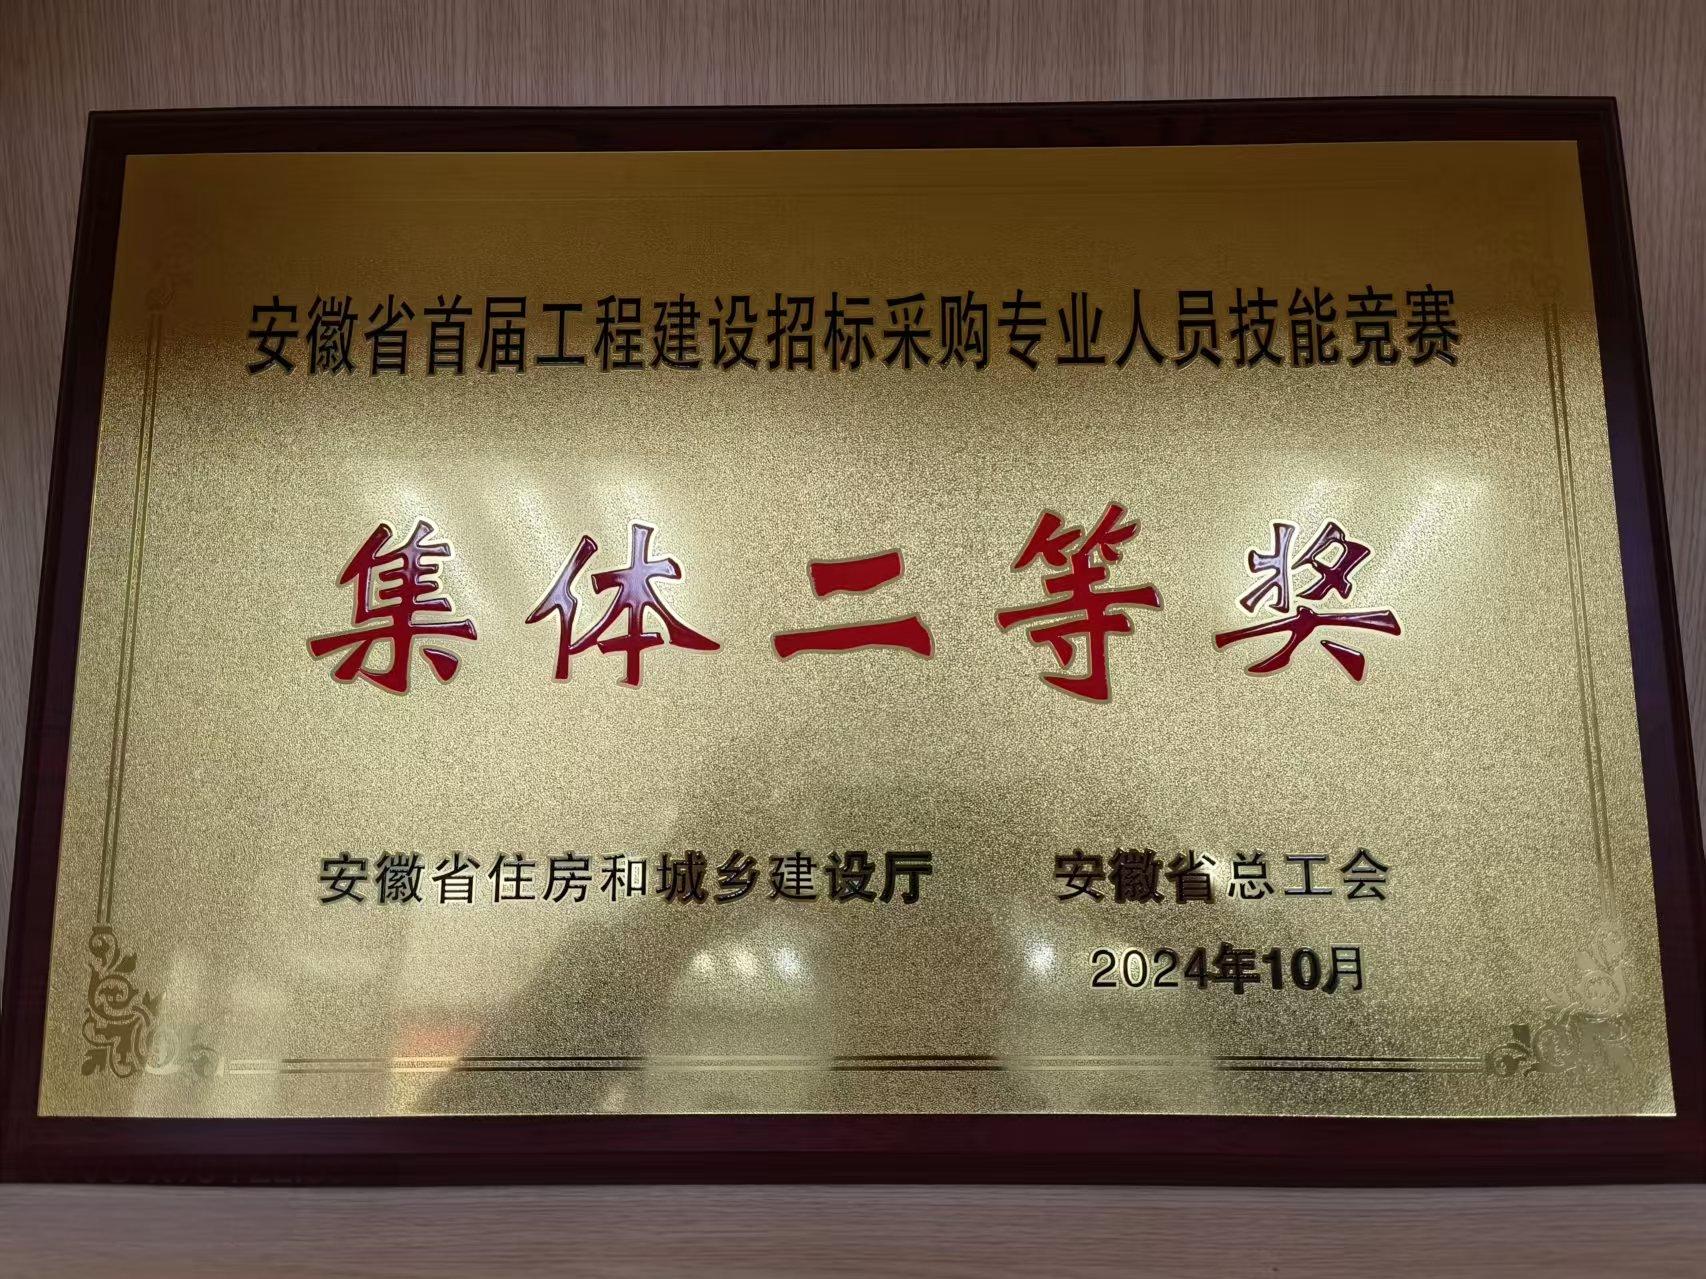 安徽省首届工程建设招标采购专业人员技能竞赛
集体二等奖
安徽省住房和城乡建设厅 安徽省总工会
2024年10月